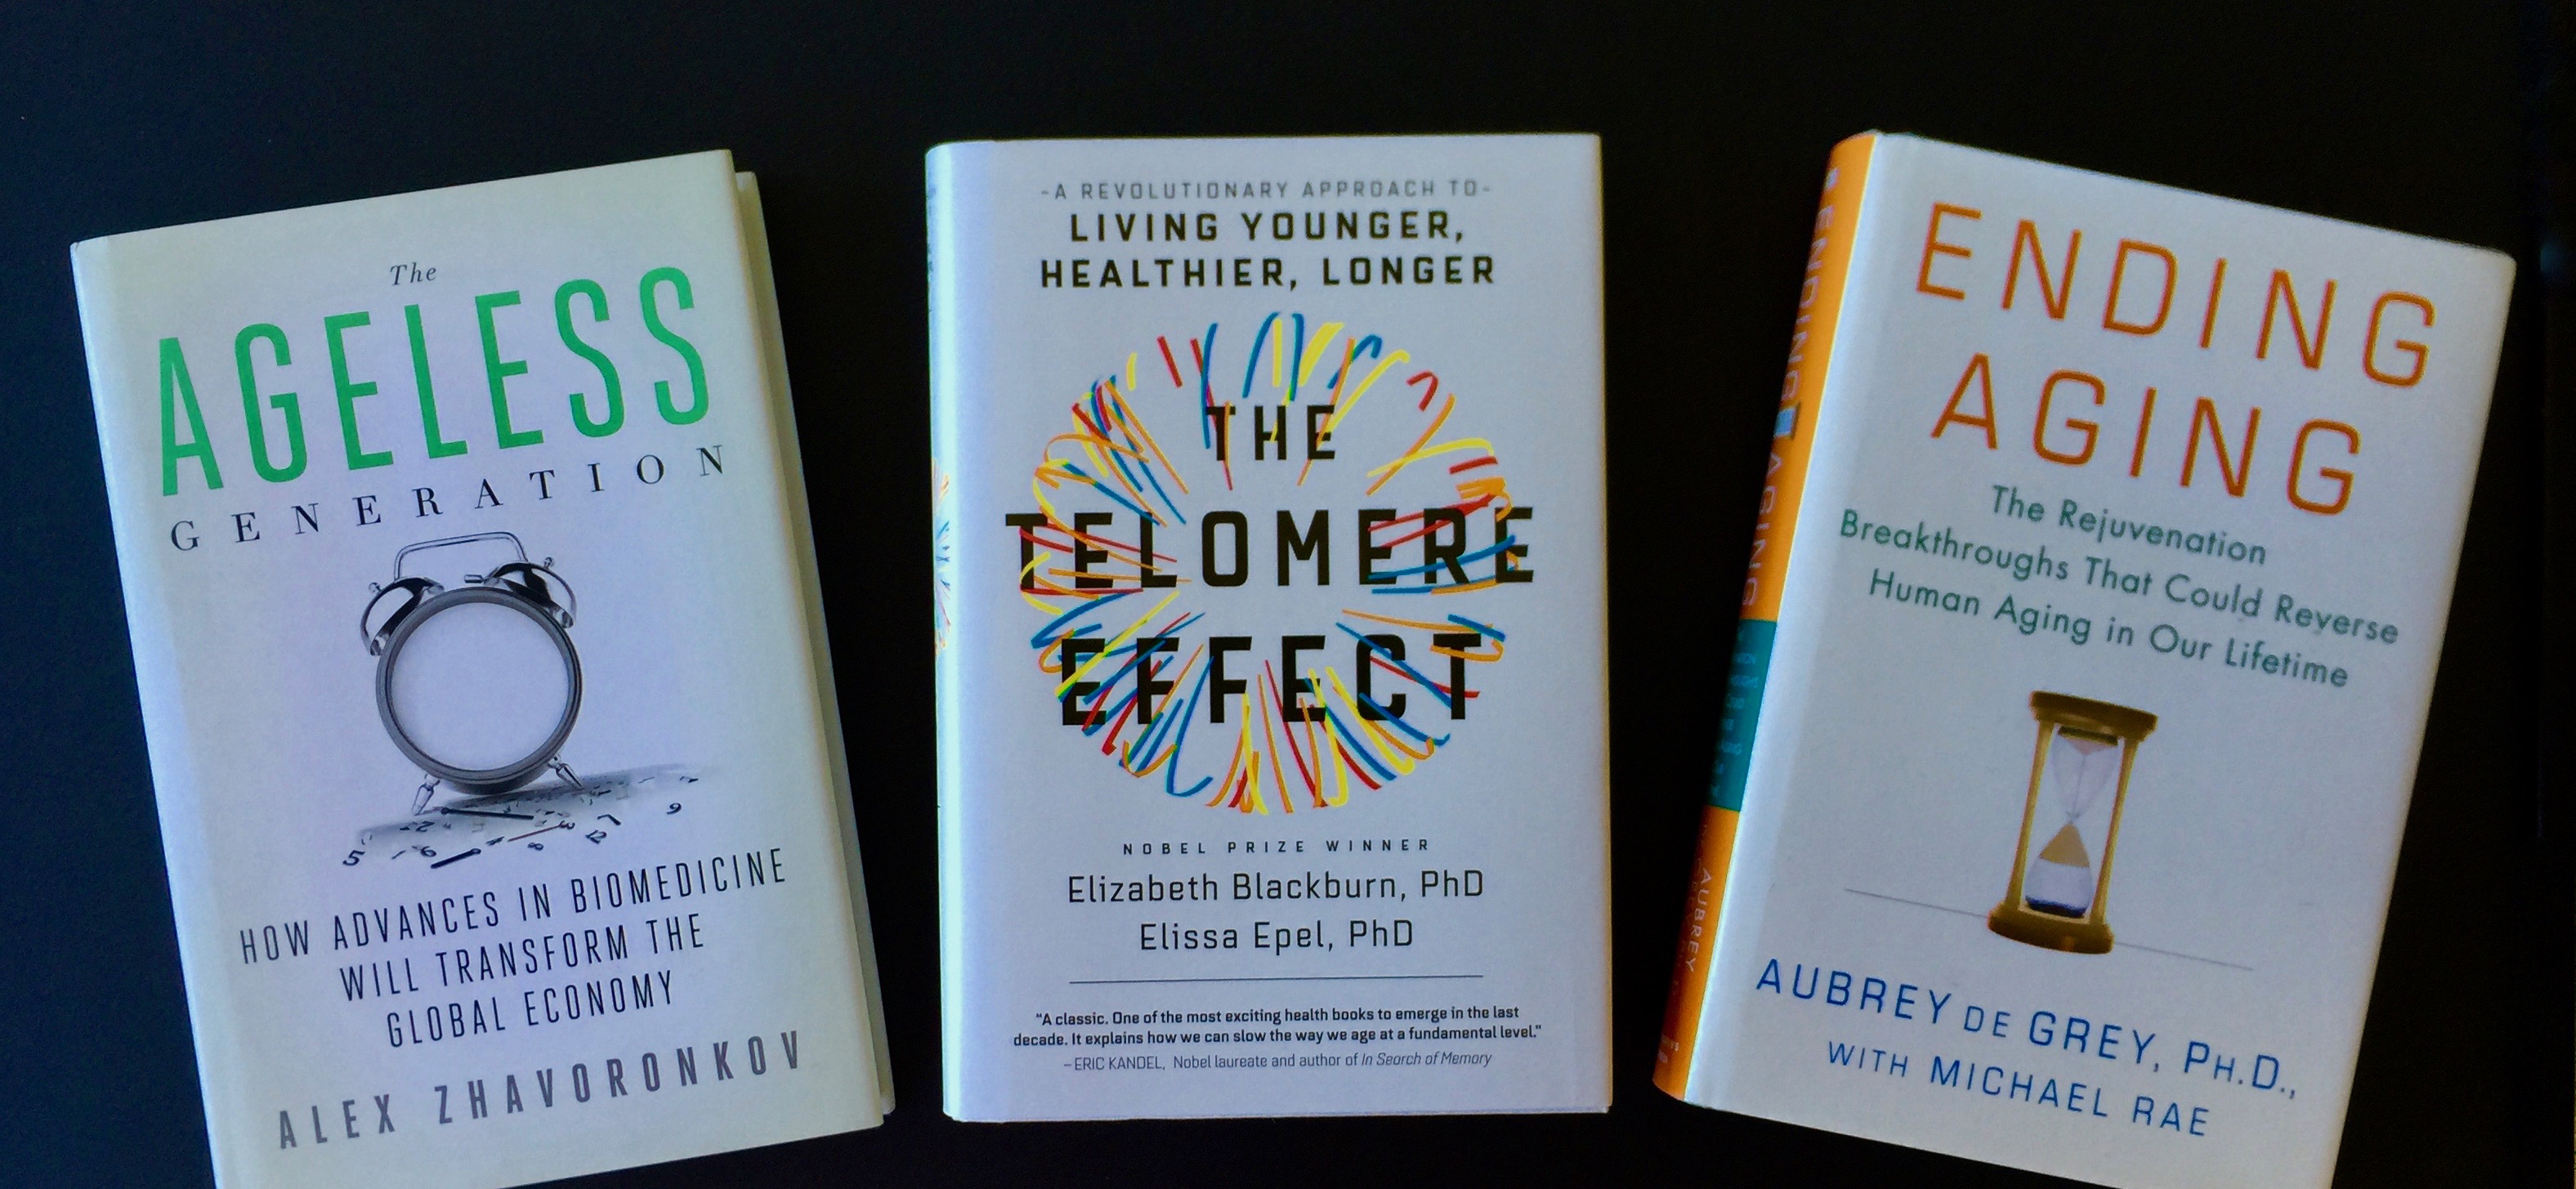 The
AGELESS
GENERATION
HOW ADVANCES IN BIOMEDICINE
WILL TRANSFORM THE
GLOBAL ECONOMY
ALEX ZHAVORONKOV
-A REVOLUTIONARY APPROACH TO-
LIVING YOUNGER,
HEALTHIER, LONGER
THE
TELOMERE
EFFECT
NOBEL PRIZE WINNER
Elizabeth Blackburn, PhD
Elissa Epel, PhD
"A classic. One of the most exciting health books to emerge in the last
decade. It explains how we can slow the way we age at a fundamental level."
—ERIC KANDEL, Nobel laureate and author of In Search of Memory
ENDING AGING
AUBREY
ENDING
AGING
The Rejuvenation
Breakthroughs That Could Reverse
Human Aging in Our Lifetime
AUBREY DE GREY, PH.D.,
WITH MICHAEL RAE